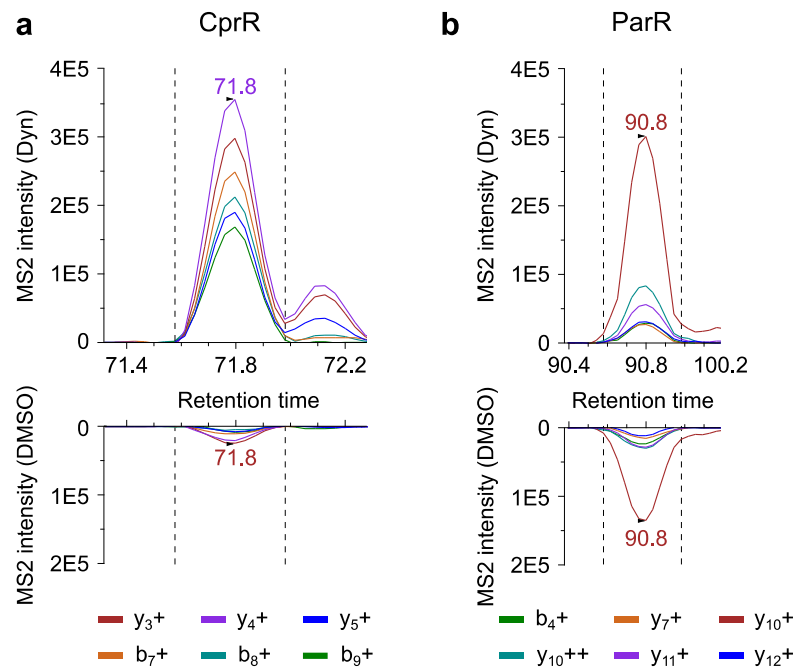 a
CprR
b
ParR
MS2 intensity (Dyn)
4E5
3E5
2E5
1E5
0
71.8
71.4
71.8
72.2
Retention time
MS2 intensity (Dyn)
4E5
3E5
2E5
1E5
0
90.8
90.4
90.8
100.2
Retention time
MS2 intensity (DMSO)
0
1E5
2E5
71.8
MS2 intensity (DMSO)
0
1E5
2E5
90.8
y3+ y4+ y5+
b7+ b8+ b9+
b4+ y7+ y10+
y10++ y11+ y12+